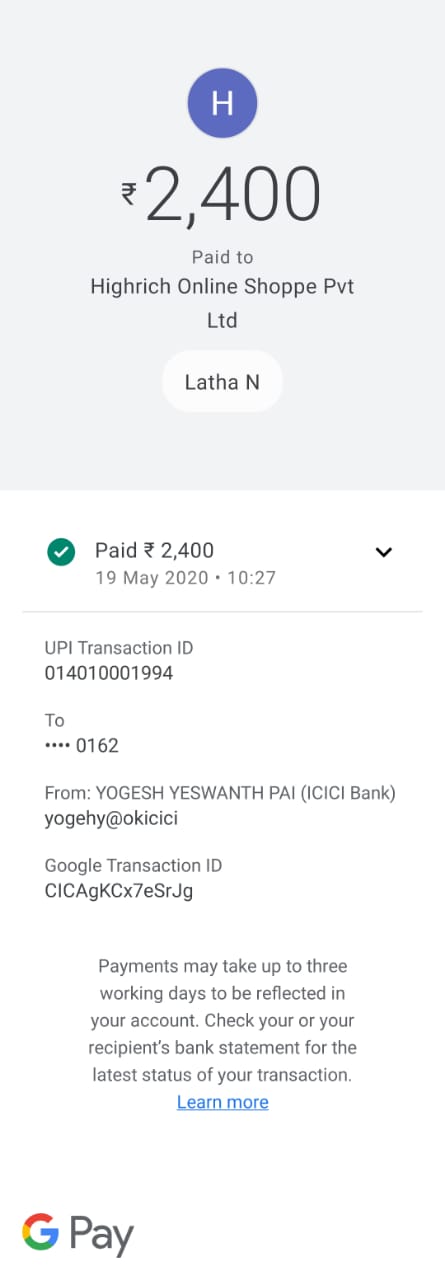 H
₹2,400
Paid to
Highrich Online Shoppe Pvt
Ltd
Latha N
Paid ₹ 2,400
19 May 2020 • 10:27
UPI Transaction ID
014010001994
To
•••• 0162
From: YOGESH YESWANTH PAI (ICICI Bank)
yogehy@okicici
Google Transaction ID
CICAgKCx7eSrJg
Payments may take up to three
working days to be reflected in
your account. Check your or your
recipient's bank statement for the
latest status of your transaction.
Learn more
G Pay